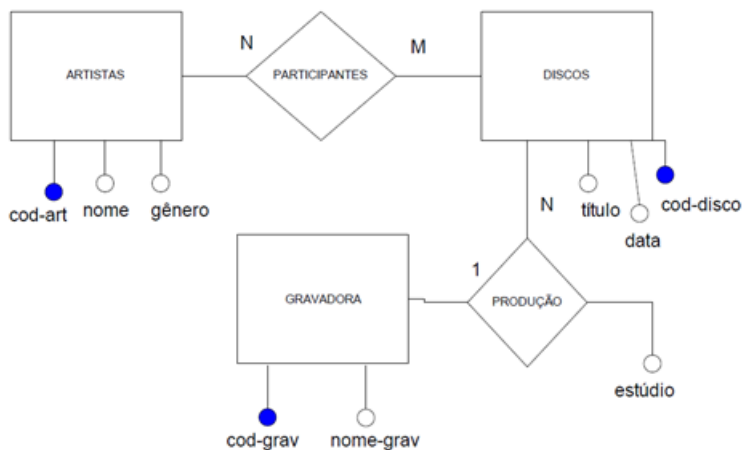 N
M
ARTISTAS
PARTICIPANTES
DISCOS
cod-art
nome
gênero
título
cod-disco
data
N
1
GRAVADORA
PRODUÇÃO
estúdio
cod-grav
nome-grav